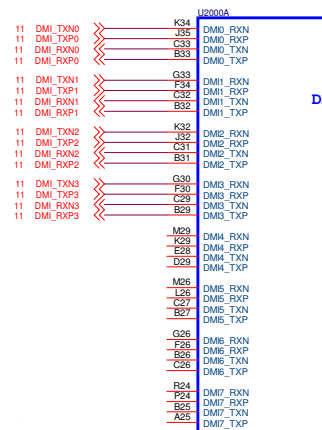 U2000A
11 DMI_TXN0 K34 DMI0_RXN
11 DMI_TXP0 J35 DMI0_RXP
11 DMI_RXN0 C33 DMI0_TXN
11 DMI_RXP0 B33 DMI0_TXP
11 DMI_TXN1 G33 DMI1_RXN
11 DMI_TXP1 F34 DMI1_RXP
11 DMI_RXN1 C32 DMI1_TXN
11 DMI_RXP1 B32 DMI1_TXP
D
11 DMI_TXN2 K32 DMI2_RXN
11 DMI_TXP2 J32 DMI2_RXP
11 DMI_RXN2 C31 DMI2_TXN
11 DMI_RXP2 B31 DMI2_TXP
11 DMI_TXN3 G30 DMI3_RXN
11 DMI_TXP3 F30 DMI3_RXP
11 DMI_RXN3 C29 DMI3_TXN
11 DMI_RXP3 B29 DMI3_TXP
M29 DMI4_RXN
K29 DMI4_RXP
E28 DMI4_TXN
D29 DMI4_TXP
M26 DMI5_RXN
L26 DMI5_RXP
C27 DMI5_TXN
B27 DMI5_TXP
G26 DMI6_RXN
F26 DMI6_RXP
B26 DMI6_TXN
C26 DMI6_TXP
R24 DMI7_RXN
P24 DMI7_RXP
B25 DMI7_TXN
A25 DMI7_TXP